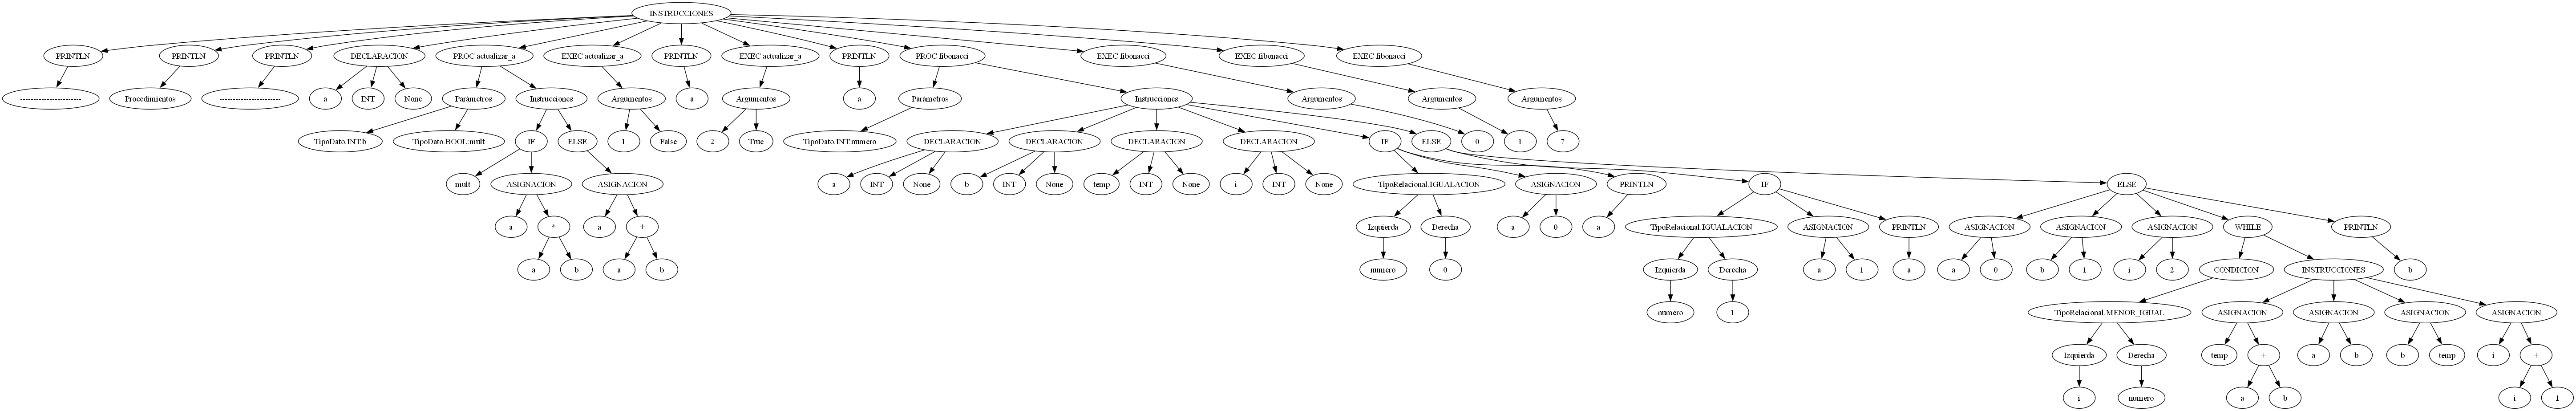 INSTRUCCIONES
PRINTLN PRINTLN PRINTLN DECLARACION PROC actualizar_a EXEC actualizar_a PRINTLN EXEC actualizar_a PRINTLN PROC fibonacci EXEC fibonacci EXEC fibonacci EXEC fibonacci
----------------------- Procedimientos ----------------------- a INT None Parámetros Instrucciones Argumentos a Argumentos a Parámetros Instrucciones Argumentos Argumentos Argumentos
TipoDato.INT:b TipoDato.BOOL:mult IF ELSE 1 False 2 True TipoDato.INT:numero DECLARACION DECLARACION DECLARACION DECLARACION IF ELSE 0 1 7
mult ASIGNACION ASIGNACION a INT None b INT None temp INT None i INT None TipoRelacional.IGUALACION ASIGNACION PRINTLN IF ELSE
a * a + Izquierda Derecha a 0 a TipoRelacional.IGUALACION ASIGNACION PRINTLN ASIGNACION ASIGNACION ASIGNACION WHILE PRINTLN
a b a b numero 0 Izquierda Derecha a 1 a a 0 b 1 i 2 CONDICION INSTRUCCIONES b
numero 1 TipoRelacional.MENOR_IGUAL ASIGNACION ASIGNACION ASIGNACION ASIGNACION
Izquierda Derecha temp + a b b temp i +
i numero a b i 1